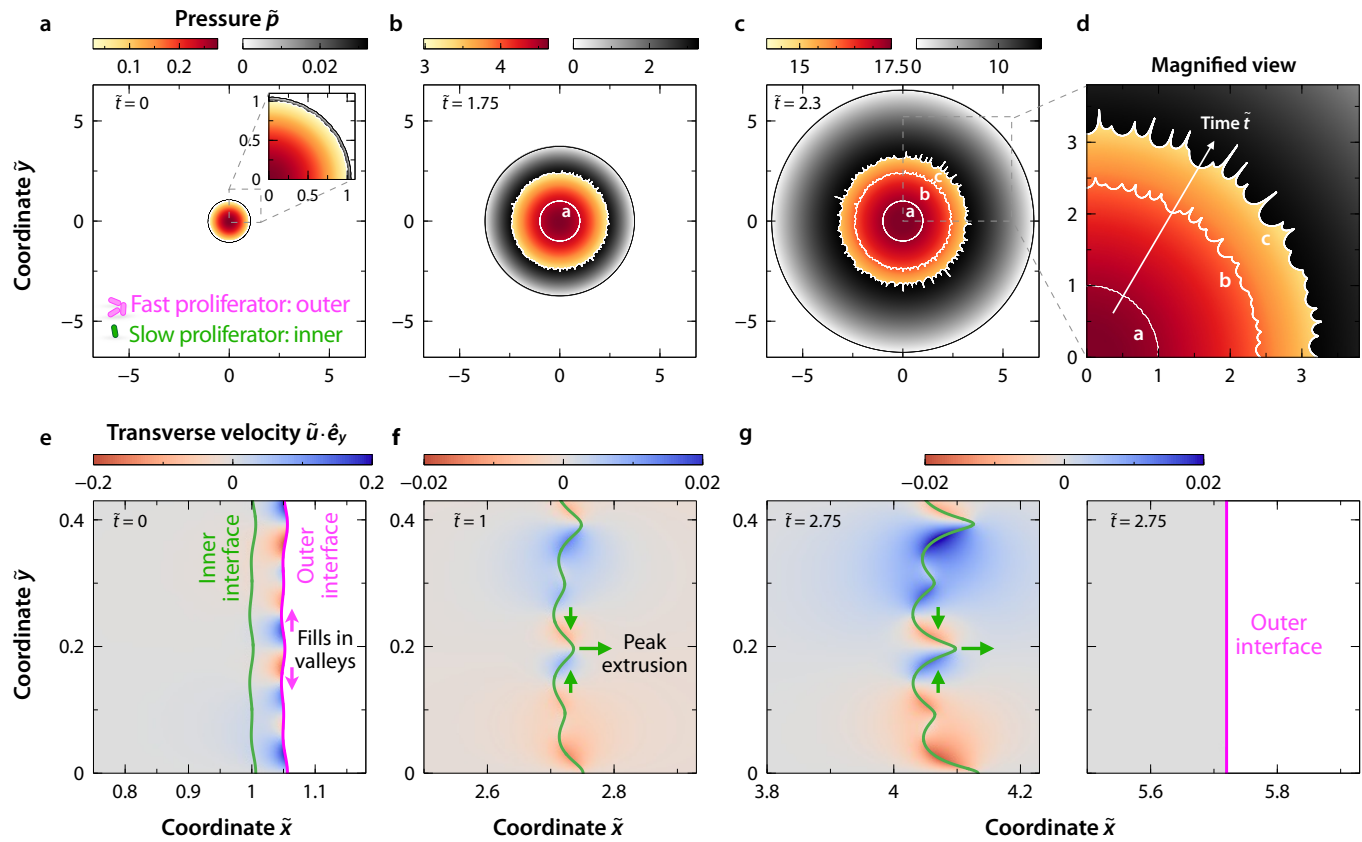 a
Pressure p̃
0.1 0.2 0 0.02
t̃ = 0
1
0.5
0
0 0.5 1
5
0
−5
−5 0 5
Coordinate ỹ
Fast proliferator: outer
Slow proliferator: inner
b
3 4 0 2
t̃ = 1.75
a
5
0
−5
−5 0 5
c
15 17.5 0 10
t̃ = 2.3
c
b
a
5
0
−5
−5 0 5
d
Magnified view
Time t̃
c
b
a
3
2
1
0
0 1 2 3
e
Transverse velocity ũ · êy
−0.2 0 0.2
t̃ = 0
Inner
interface
Outer
interface
Fills in
valleys
0.4
0.2
0
0.8 0.9 1 1.1
Coordinate ỹ
Coordinate x̃
f
−0.02 0 0.02
t̃ = 1
Peak
extrusion
0.4
0.2
0
2.6 2.8
Coordinate x̃
g
−0.02 0 0.02
t̃ = 2.75
0.4
0.2
0
3.8 4 4.2
t̃ = 2.75
Outer
interface
5.6 5.8
Coordinate x̃